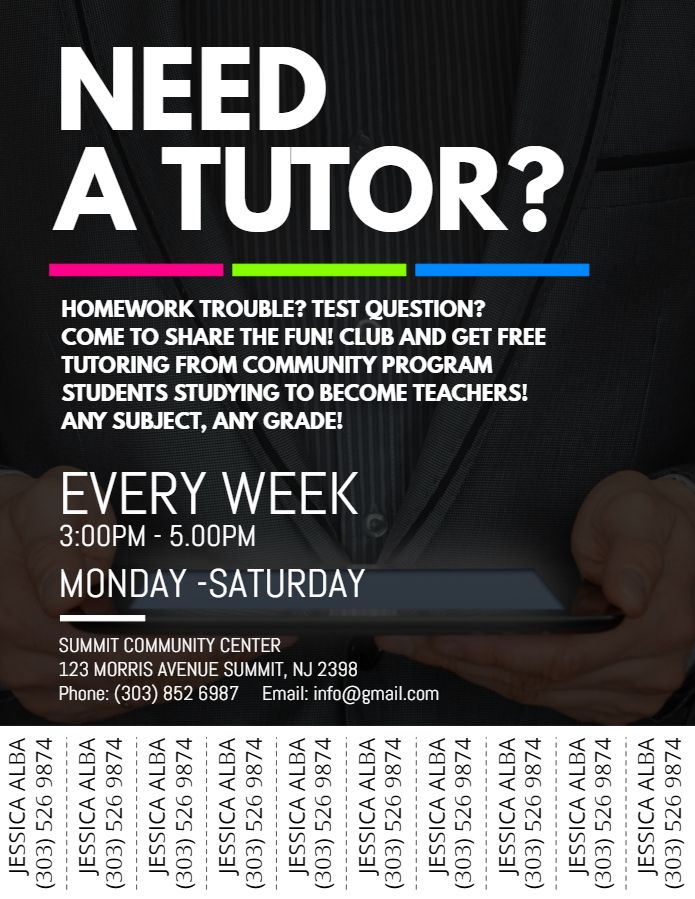 NEED
A TUTOR?
HOMEWORK TROUBLE? TEST QUESTION?
COME TO SHARE THE FUN! CLUB AND GET FREE
TUTORING FROM COMMUNITY PROGRAM
STUDENTS STUDYING TO BECOME TEACHERS!
ANY SUBJECT, ANY GRADE!
EVERY WEEK
3:00PM - 5.00PM
MONDAY -SATURDAY
SUMMIT COMMUNITY CENTER
123 MORRIS AVENUE SUMMIT, NJ 2398
Phone: (303) 852 6987 Email: info@gmail.com
JESSICA ALBA
(303) 526 9874
JESSICA ALBA
(303) 526 9874
JESSICA ALBA
(303) 526 9874
JESSICA ALBA
(303) 526 9874
JESSICA ALBA
(303) 526 9874
JESSICA ALBA
(303) 526 9874
JESSICA ALBA
(303) 526 9874
JESSICA ALBA
(303) 526 9874
JESSICA ALBA
(303) 526 9874
JESSICA ALBA
(303) 526 9874